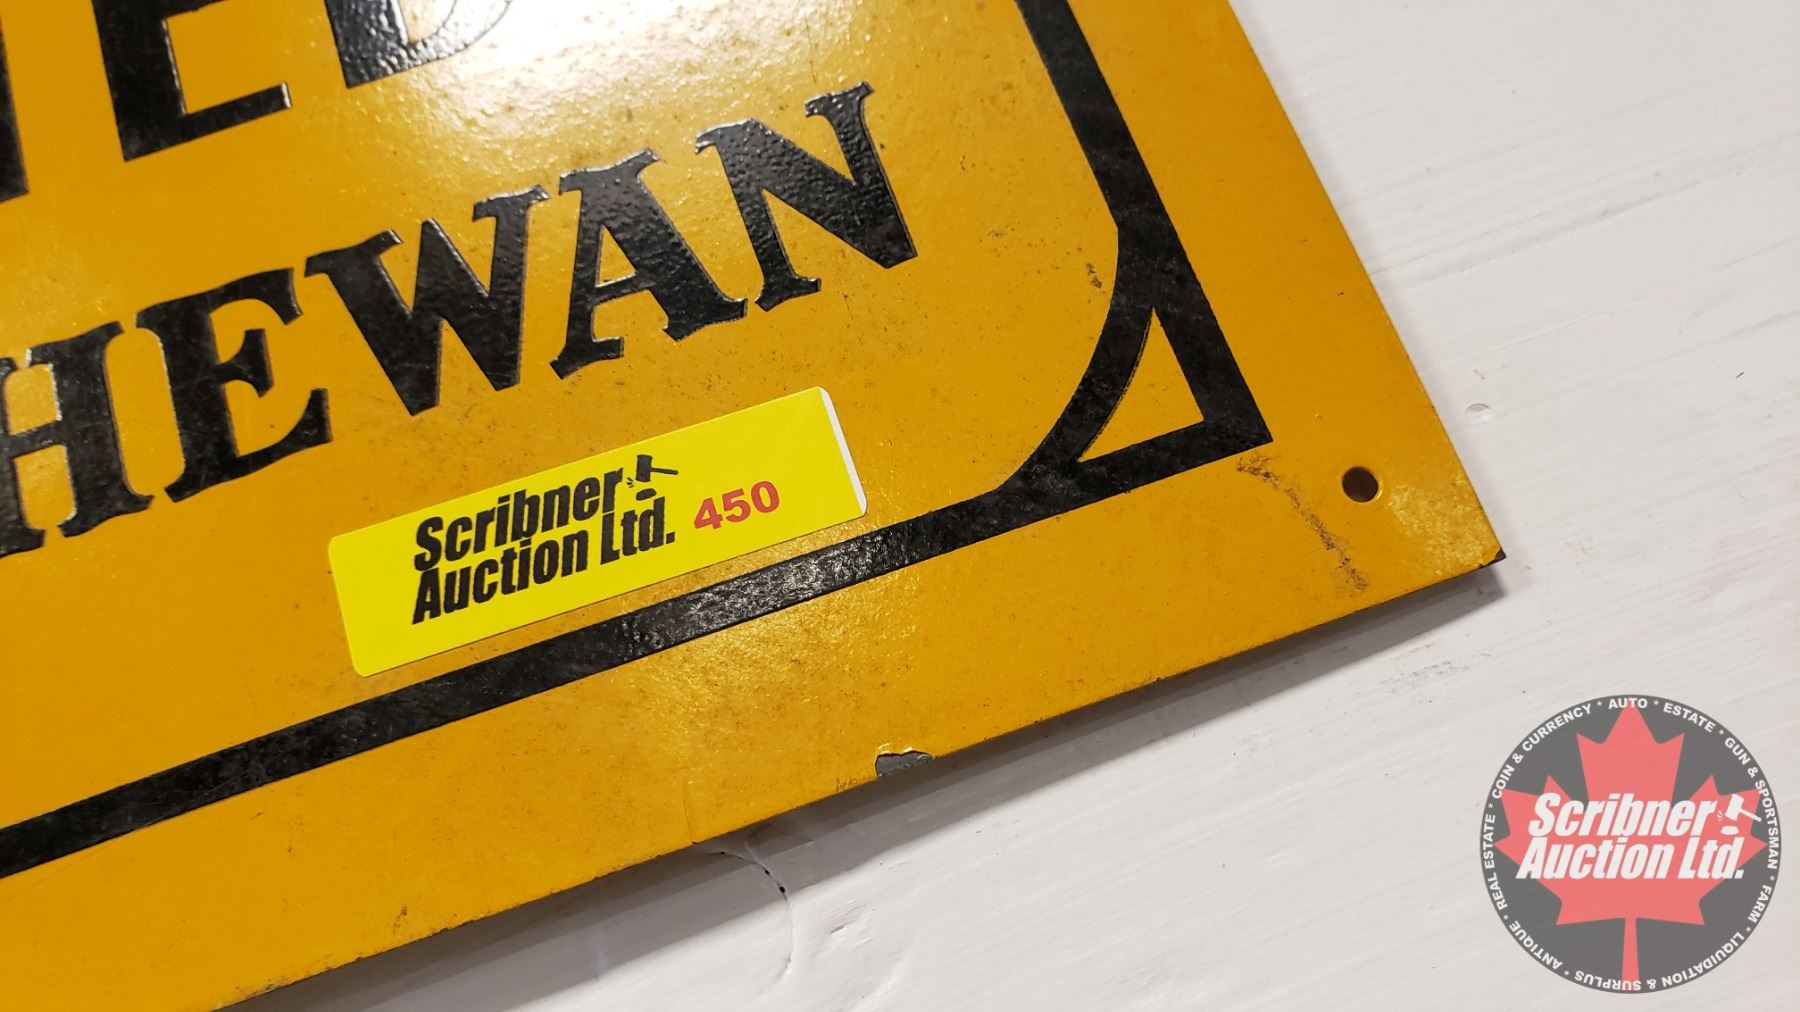 HEWAN
Scribner
Auction Ltd. 450
COIN & CURRENCY * AUTO * ESTATE * GUN & SPORTSMAN * FARM * LIQUIDATION & SURPLUS * ANTIQUE * REAL ESTATE *
Scribner
Auction Ltd.